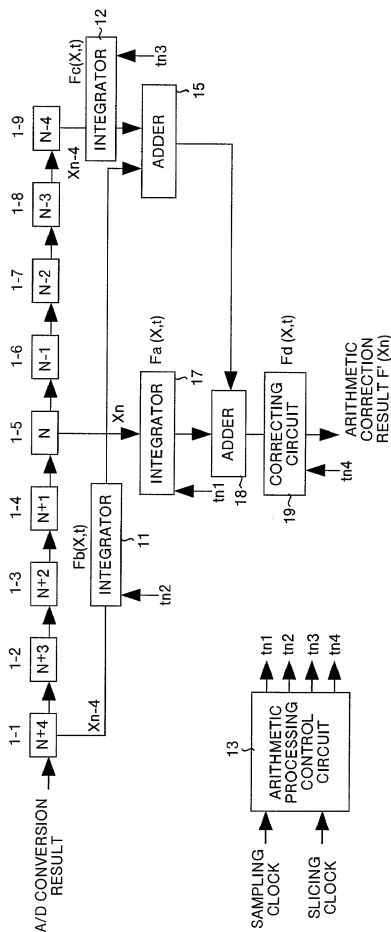 1-1 1-2 1-3 1-4 1-5 1-6 1-7 1-8 1-9
N+4 N+3 N+2 N+1 N N-1 N-2 N-3 N-4
A/D CONVERSION
RESULT
Xn-4
Fb(X,t)
INTEGRATOR
11
tn2
Xn
Fa(X,t)
INTEGRATOR
17
tn1
Xn-4
Fc(X,t)
12
INTEGRATOR
tn3
15
ADDER
ADDER
18
Fd(X,t)
CORRECTING
CIRCUIT
19
tn4
ARITHMETIC
CORRECTION
RESULT F'(Xn)
13
ARITHMETIC
PROCESSING
CONTROL
CIRCUIT
SAMPLING
CLOCK
SLICING
CLOCK
tn1
tn2
tn3
tn4